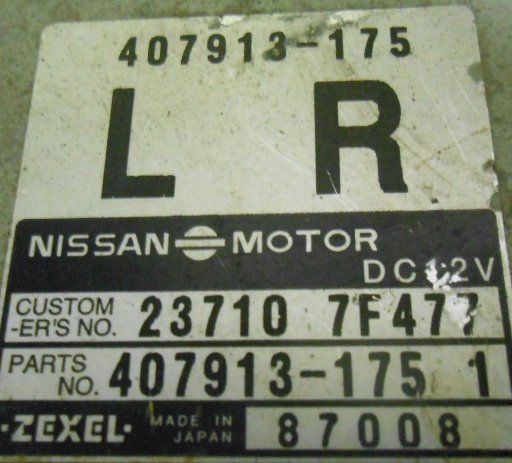 407913-175
L R
NISSAN MOTOR
DC12V
CUSTOM
-ER'S NO. 23710 7F477
PARTS
NO. 407913-175 1
·ZEXEL· MADE IN
JAPAN 87008